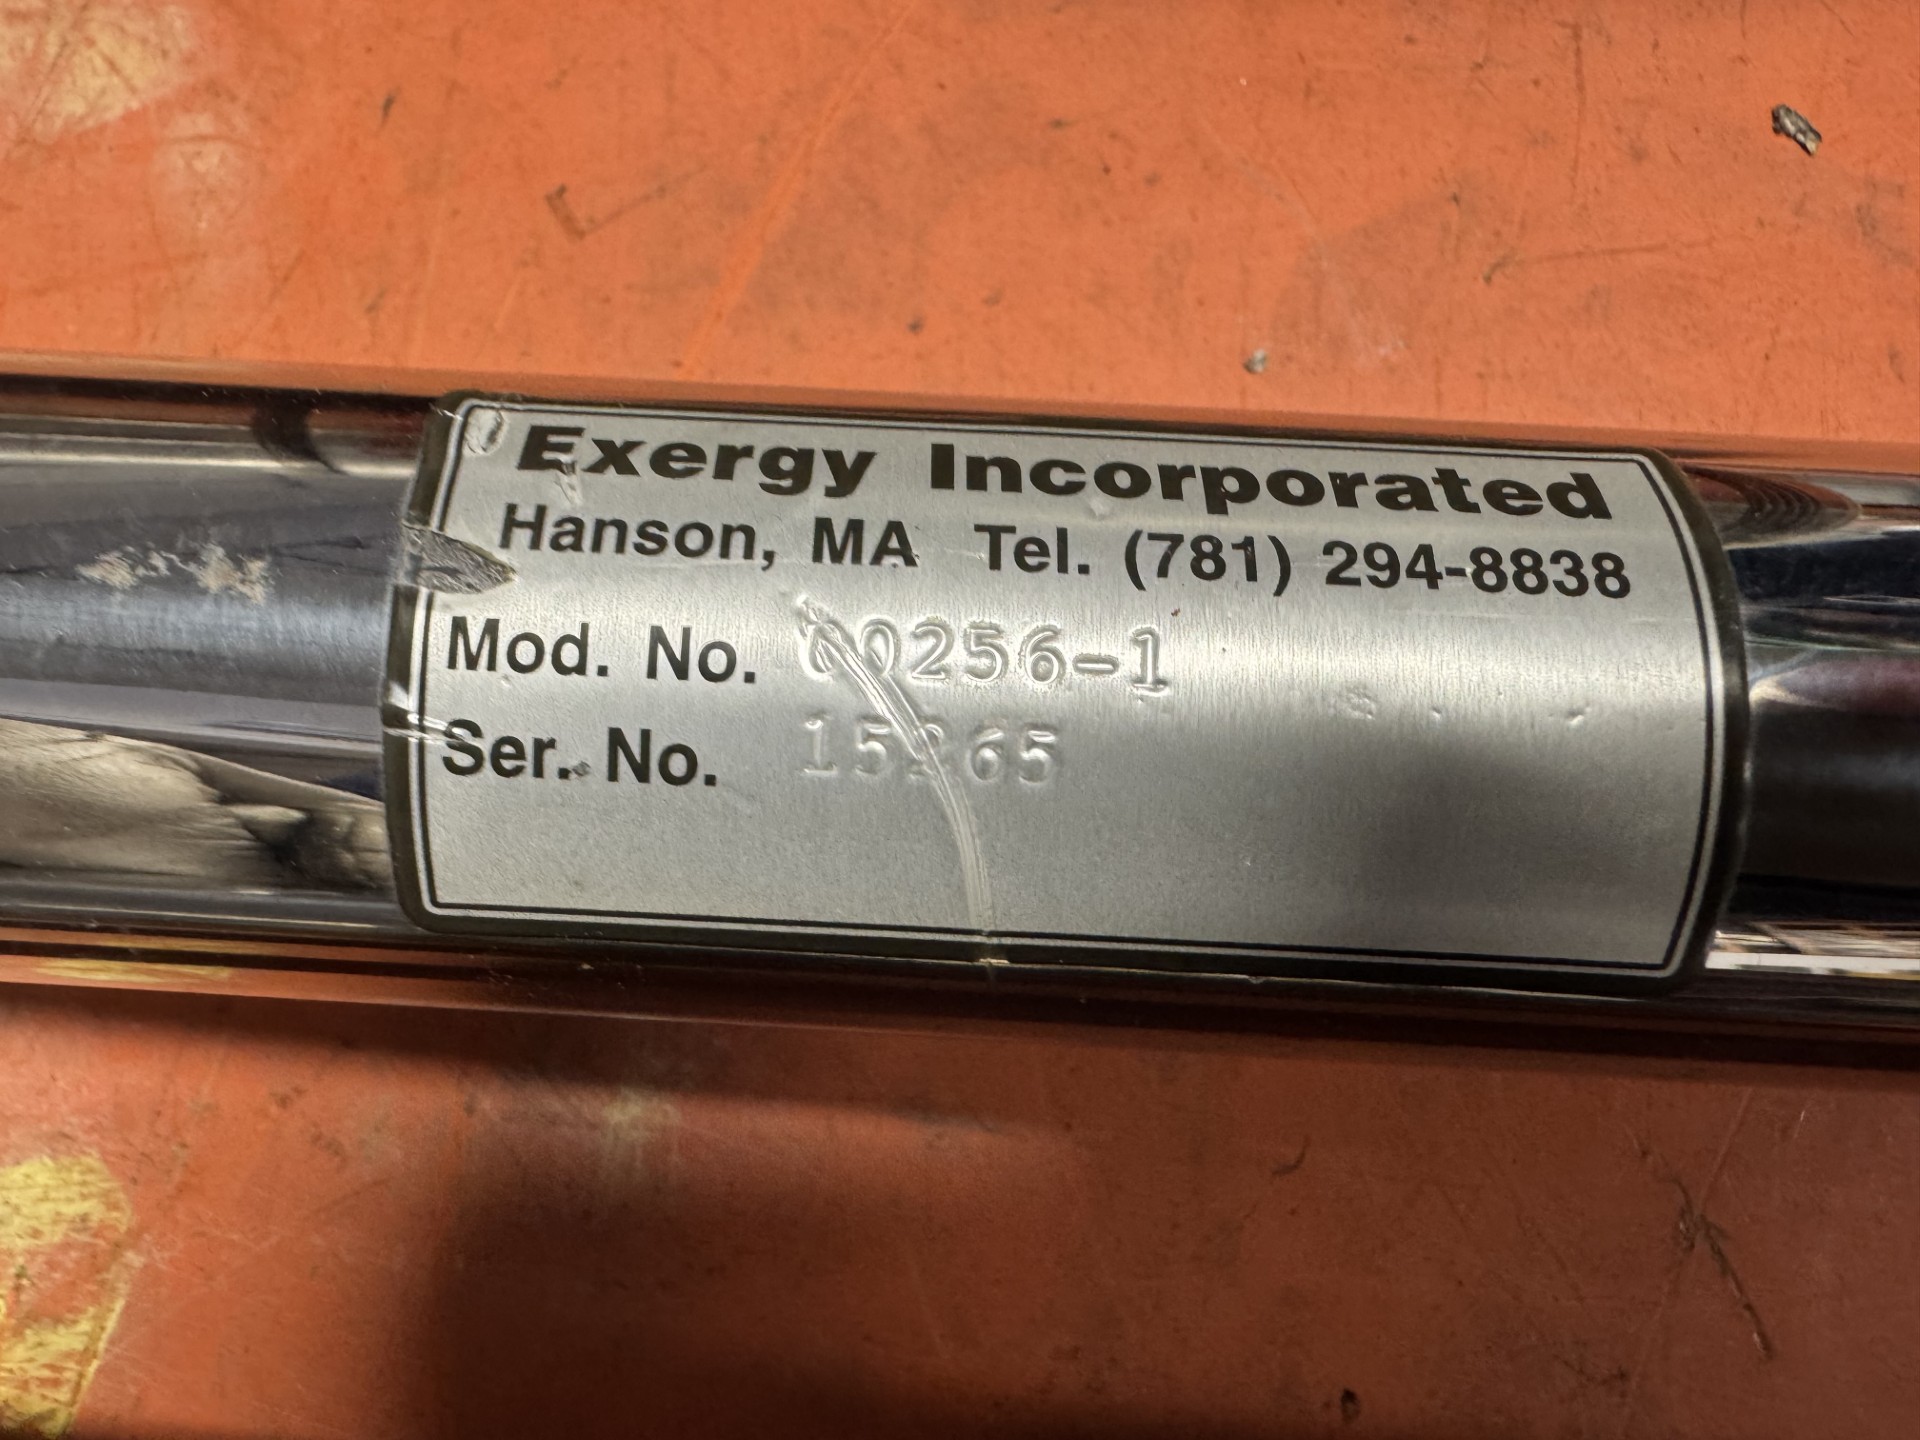 Exergy Incorporated
Hanson, MA Tel. (781) 294-8838
Mod. No. 00256-1
Ser. No.